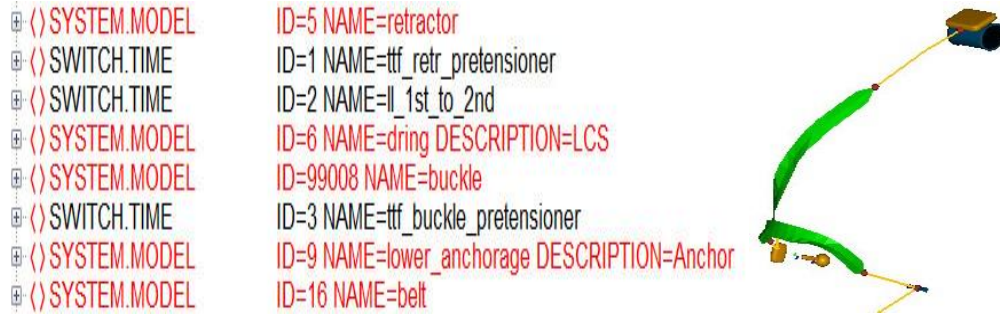 <>SYSTEM.MODEL ID=5 NAME=retractor
<>SWITCH.TIME ID=1 NAME=ttf_retr_pretensioner
<>SWITCH.TIME ID=2 NAME=ll_1st_to_2nd
<>SYSTEM.MODEL ID=6 NAME=dring DESCRIPTION=LCS
<>SYSTEM.MODEL ID=99008 NAME=buckle
<>SWITCH.TIME ID=3 NAME=ttf_buckle_pretensioner
<>SYSTEM.MODEL ID=9 NAME=lower_anchorage DESCRIPTION=Anchor
<>SYSTEM.MODEL ID=16 NAME=belt